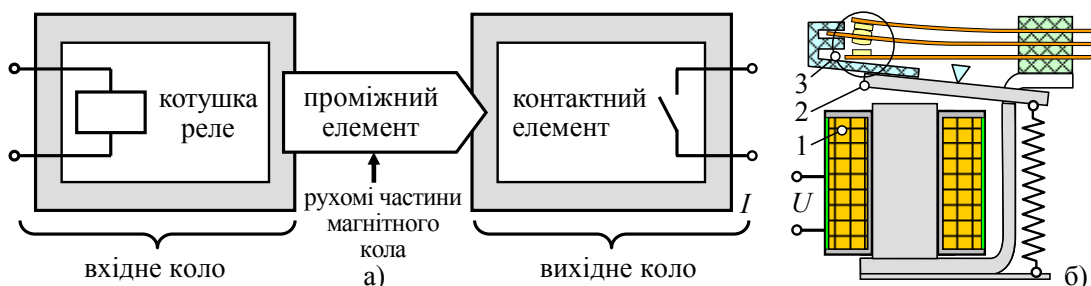 котушка
реле
проміжний
елемент
контактний
елемент
рухомі частини
магнітного
кола
I
вхідне коло
а)
вихідне коло
3
2
1
U
б)